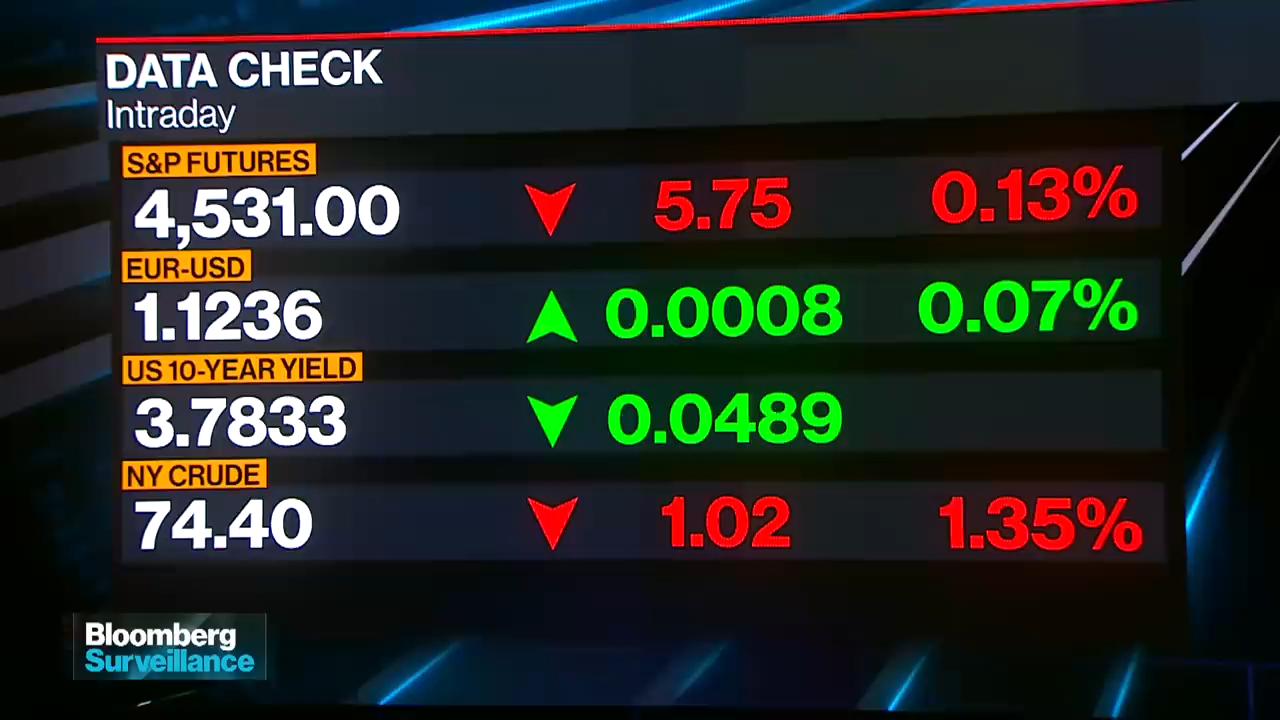 DATA CHECK
Intraday
S&P FUTURES
4,531.00 ▼ 5.75 0.13%
EUR-USD
1.1236 ▲ 0.0008 0.07%
US 10-YEAR YIELD
3.7833 ▼ 0.0489
NY CRUDE
74.40 ▼ 1.02 1.35%
Bloomberg
Surveillance